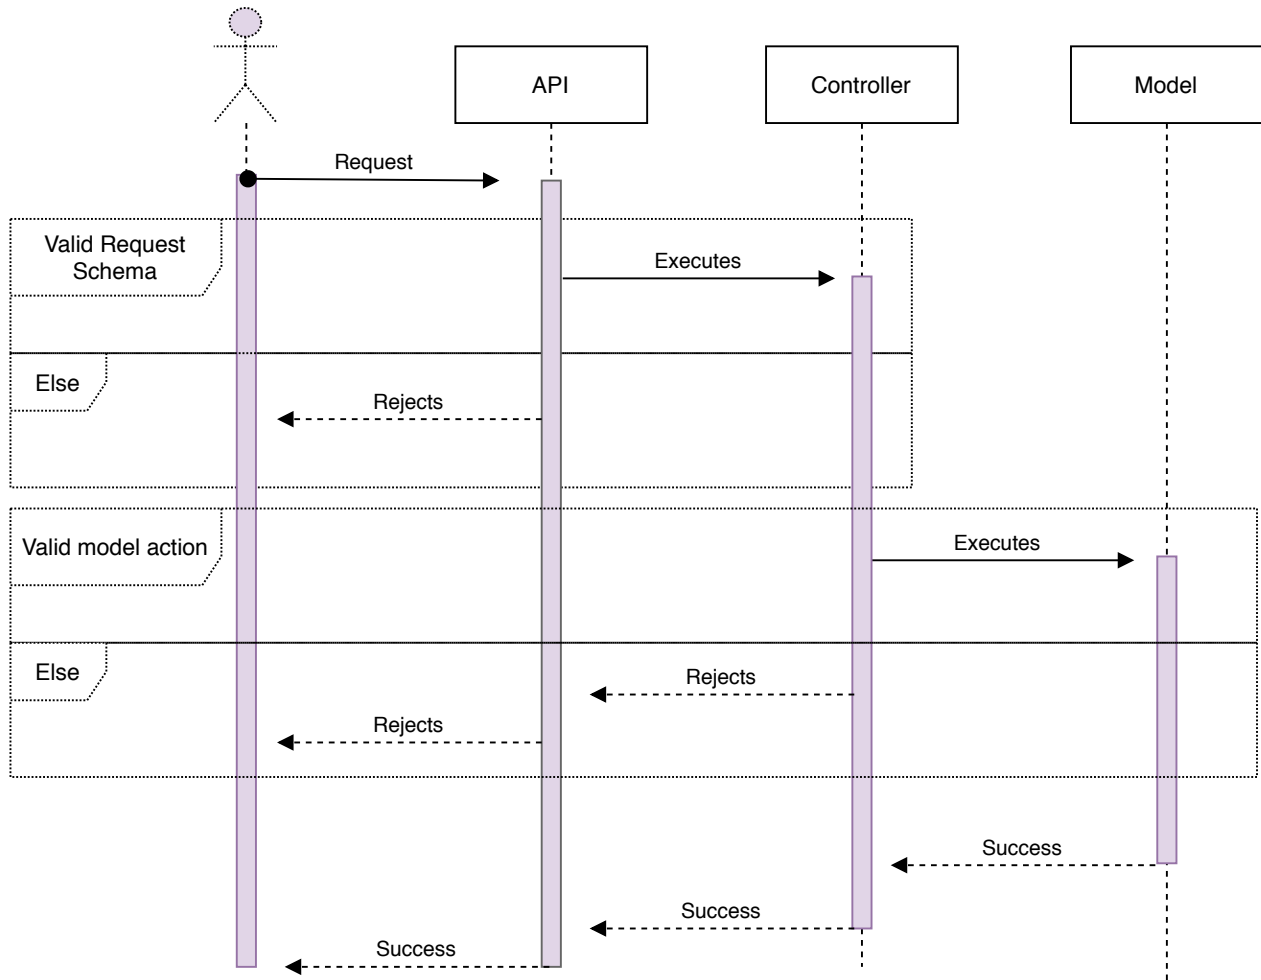 API
Controller
Model
Request
Valid Request
Schema
Executes
Else
Rejects
Valid model action
Executes
Else
Rejects
Rejects
Success
Success
Success